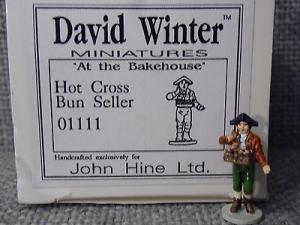 David Winter™
MINIATURES
"At the Bakehouse"
Hot Cross
Bun Seller
01111
Handcrafted exclusively for
John Hine Ltd.